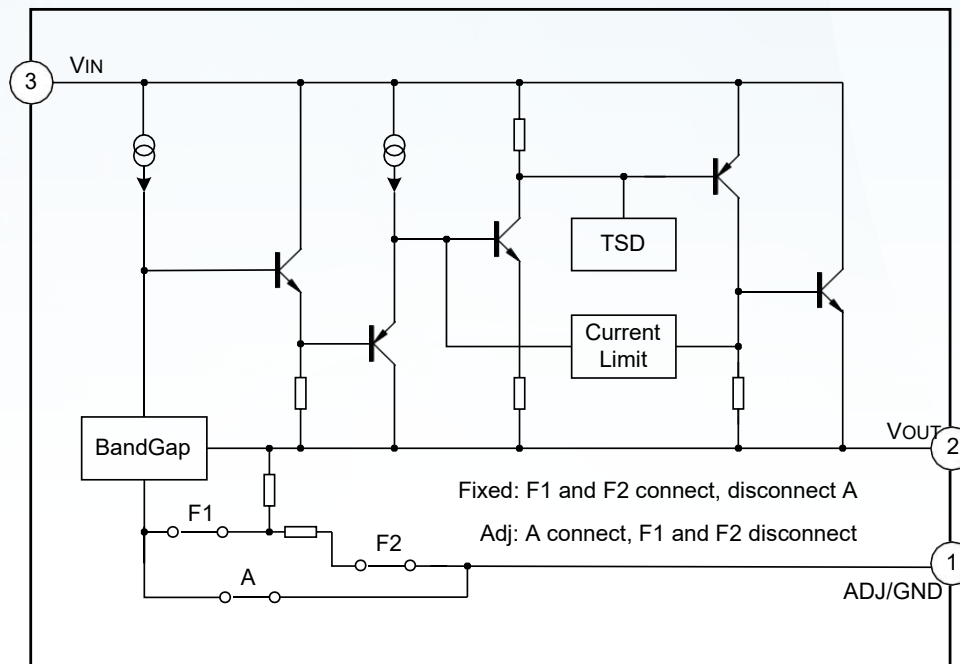 3
VIN
TSD
Current
Limit
BandGap
VOUT
2
Fixed: F1 and F2 connect, disconnect A
F1
Adj: A connect, F1 and F2 disconnect
F2
1
A
ADJ/GND